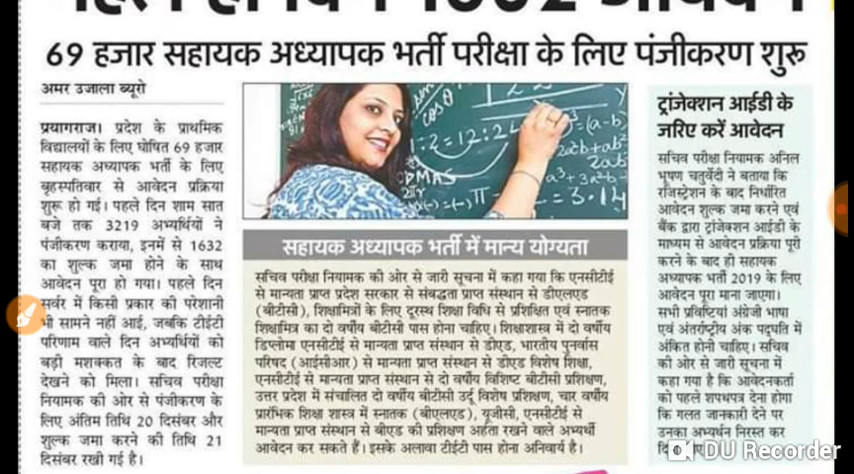 69 हजार सहायक अध्यापक भर्ती परीक्षा के लिए पंजीकरण शुरू
अमर उजाला ब्यूरो
प्रयागराज। प्रदेश के प्राथमिक
विद्यालयों के लिए घोषित 69 हजार
सहायक अध्यापक भर्ती के लिए
बृहस्पतिवार से आवेदन प्रक्रिया
शुरू हो गई। पहले दिन शाम सात
बजे तक 3219 अभ्यर्थियों ने
पंजीकरण कराया, इनमें से 1632
का शुल्क जमा होने के साथ
आवेदन पूरा हो गया। पहले दिन
सर्वर में किसी प्रकार की परेशानी
भी सामने नहीं आई, जबकि टीईटी
परिणाम वाले दिन अभ्यर्थियों को
बड़ी मशक्कत के बाद रिजल्ट
देखने को मिला। सचिव परीक्षा
नियामक की ओर से पंजीकरण के
लिए अंतिम तिथि 20 दिसंबर और
शुल्क जमा करने की तिथि 21
दिसंबर रखी गई है।
सहायक अध्यापक भर्ती में मान्य योग्यता
सचिव परीक्षा नियामक की ओर से जारी सूचना में कहा गया कि एनसीटीई
से मान्यता प्राप्त प्रदेश सरकार से संबद्धता प्राप्त संस्थान से डीएलएड
(बीटीसी), शिक्षामित्रों के लिए दूरस्थ शिक्षा विधि से प्रशिक्षित एवं स्नातक
शिक्षामित्र का दो वर्षीय बीटीसी पास होना चाहिए। शिक्षाशास्त्र में दो वर्षीय
डिप्लोमा एनसीटीई से मान्यता प्राप्त संस्थान से डीएड, भारतीय पुनर्वास
परिषद (आईसीआर) से मान्यता प्राप्त संस्थान से डीएड विशेष शिक्षा,
एनसीटीई से मान्यता प्राप्त संस्थान से दो वर्षीय विशिष्ट बीटीसी प्रशिक्षण,
उत्तर प्रदेश में संचालित दो वर्षीय बीटीसी उर्दू विशेष प्रशिक्षण, चार वर्षीय
प्रारंभिक शिक्षा शास्त्र में स्नातक (बीएलएड), यूजीसी, एनसीटीई से
मान्यता प्राप्त संस्थान से बीएड की प्रशिक्षण अर्हता रखने वाले अभ्यर्थी
आवेदन कर सकते हैं। इसके अलावा टीईटी पास होना अनिवार्य है।
ट्रांजेक्शन आईडी के
जरिए करें आवेदन
सचिव परीक्षा नियामक अनिल
भूषण चतुर्वेदी ने बताया कि
रजिस्ट्रेशन के बाद निर्धारित
आवेदन शुल्क जमा करने एवं
बैंक द्वारा ट्रांजेक्शन आईडी के
माध्यम से आवेदन प्रक्रिया पूरी
करने के बाद ही सहायक
अध्यापक भर्ती 2019 के लिए
आवेदन पूरा माना जाएगा।
सभी प्रविष्टियां अंग्रेजी भाषा
एवं अंतर्राष्ट्रीय अंक पद्धति में
अंकित होनी चाहिए। सचिव
की ओर से जारी सूचना में
कहा गया है कि आवेदनकर्ता
को पहले शपथपत्र देना होगा
कि गलत जानकारी देने पर
उनका अभ्यर्थन निरस्त कर
DU Recorder